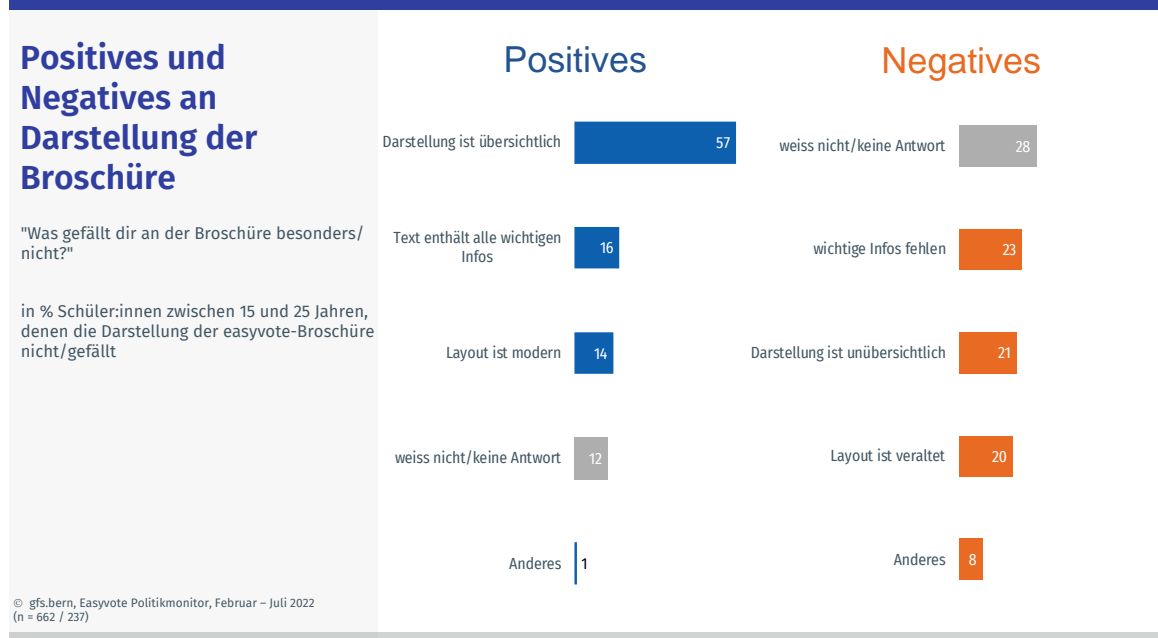 Positives und
Negatives an
Darstellung der
Broschüre
"Was gefällt dir an der Broschüre besonders/
nicht?"
in % Schüler:innen zwischen 15 und 25 Jahren,
denen die Darstellung der easyvote-Broschüre
nicht/gefällt
© gfs.bern, Easyvote Politikmonitor, Februar – Juli 2022
(n = 662 / 237)
Positives
Darstellung ist übersichtlich 57
Text enthält alle wichtigen
Infos 16
Layout ist modern 14
weiss nicht/keine Antwort 12
Anderes 1
Negatives
weiss nicht/keine Antwort 28
wichtige Infos fehlen 23
Darstellung ist unübersichtlich 21
Layout ist veraltet 20
Anderes 8